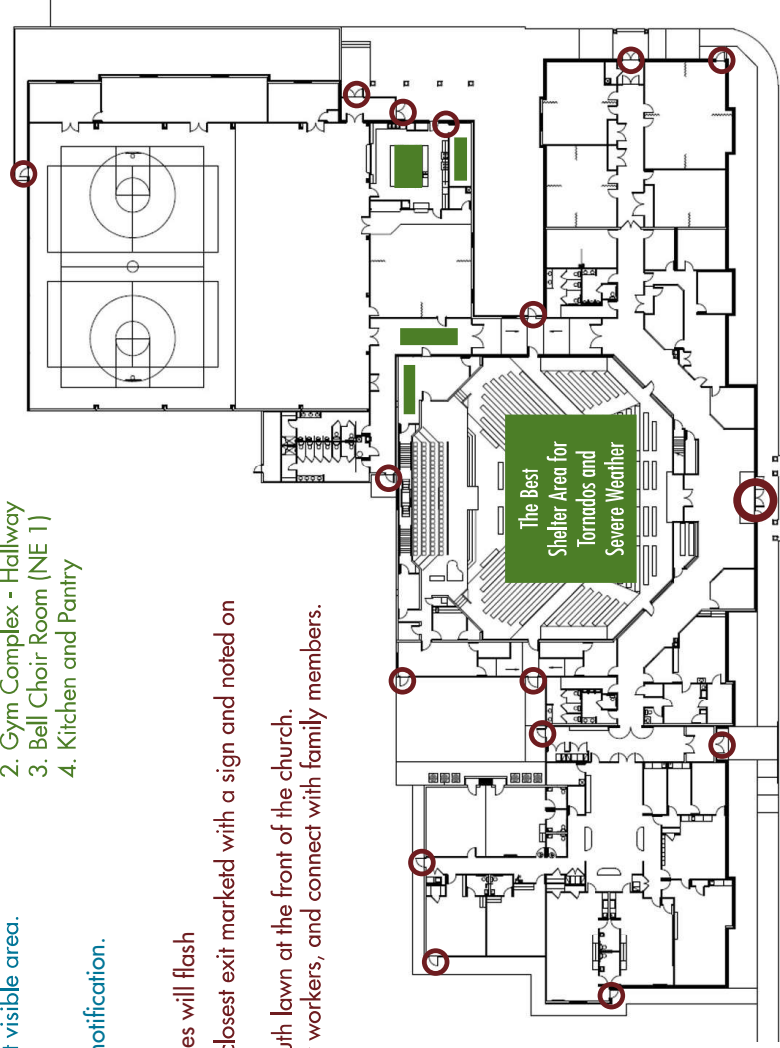 t visible area.
notification.
2. Gym Complex - Hallway
3. Bell Choir Room (NE 1)
4. Kitchen and Pantry
es will flash
closest exit marketd with a sign and noted on
uth lawn at the front of the church.
workers, and connect with family members.
The Best
Shelter Area for
Tornados and
Severe Weather